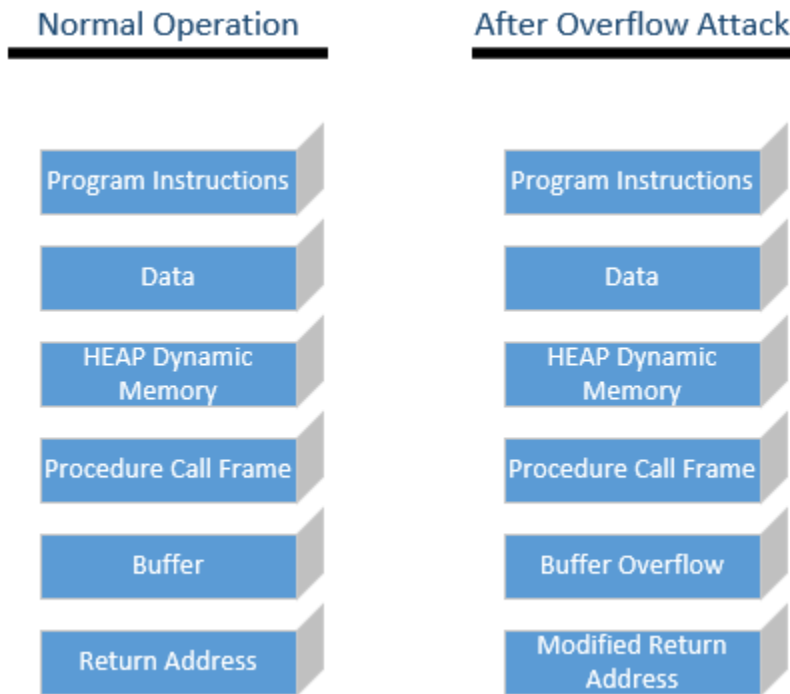 Normal Operation
After Overflow Attack
Program Instructions
Data
HEAP Dynamic
Memory
Procedure Call Frame
Buffer
Return Address
Program Instructions
Data
HEAP Dynamic
Memory
Procedure Call Frame
Buffer Overflow
Modified Return
Address